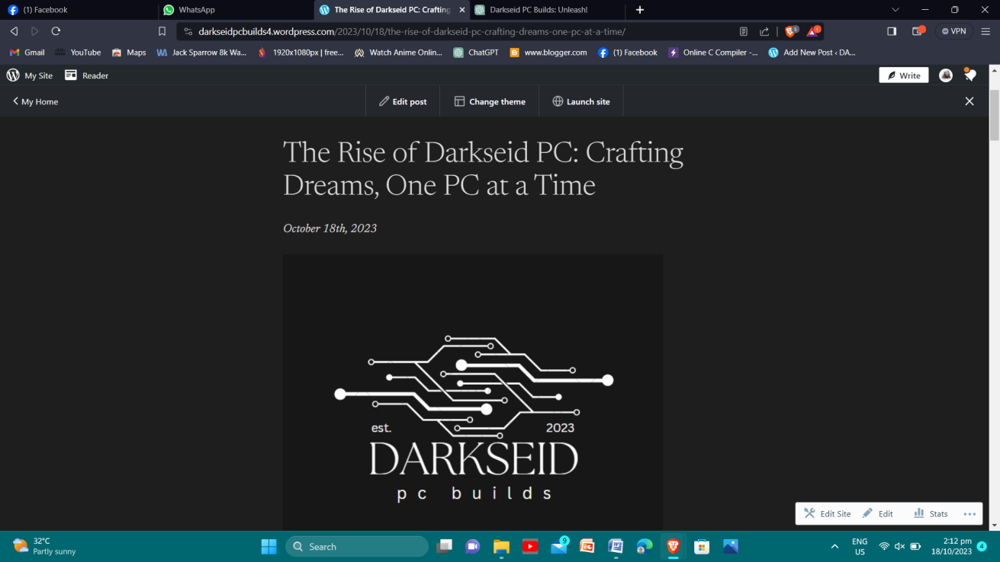 (1) Facebook
WhatsApp
The Rise of Darkseid PC: Crafting
Darkseid PC Builds: Unleash!
darkseidpcbuilds4.wordpress.com/2023/10/18/the-rise-of-darkseid-pc-crafting-dreams-one-pc-at-a-time/
5
1
VPN
Gmail
YouTube
Maps
Jack Sparrow 8k Wa...
1920x1080px | free...
Watch Anime Onlin...
ChatGPT
www.blogger.com
(1) Facebook
Online C Compiler -...
Add New Post ‹ DA...
My Site
Reader
Write
My Home
Edit post
Change theme
Launch site
The Rise of Darkseid PC: Crafting
Dreams, One PC at a Time
October 18th, 2023
est.
2023
DARKSEID
pc builds
Edit Site
Edit
Stats
32°C
Partly sunny
Search
9
ENG
US
2:12 pm
18/10/2023
4